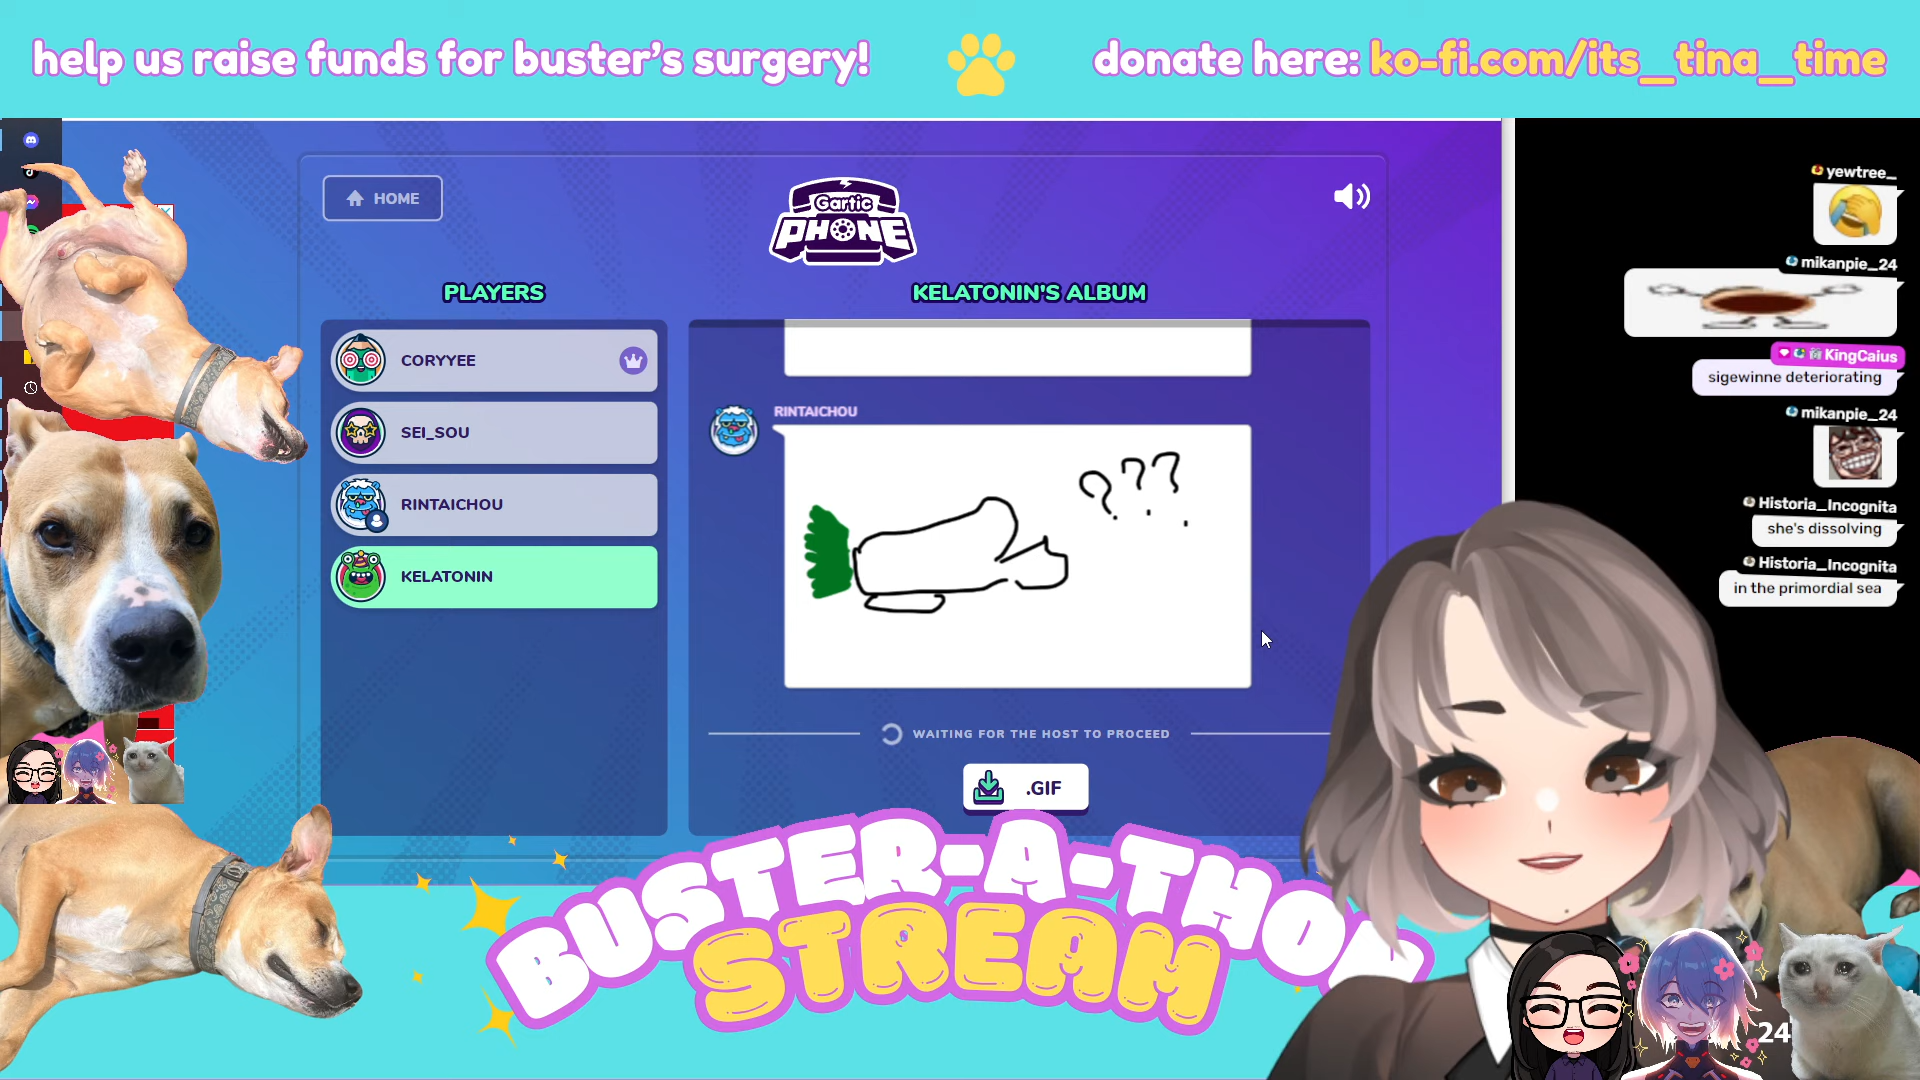 help us raise funds for buster's surgery!
donate here: ko-fi.com/its_tina_time
HOME
Gartic
PHONE
PLAYERS
KELATONIN'S ALBUM
CORYYEE
SEI_SOU
RINTAICHOU
KELATONIN
RINTAICHOU
???
WAITING FOR THE HOST TO PROCEED
.GIF
yewtree_
mikanpie_24
KingCaius
sigewinne deteriorating
mikanpie_24
Historia_Incognita
she's dissolving
Historia_Incognita
in the primordial sea
BUSTER-A-THON
STREAM
24